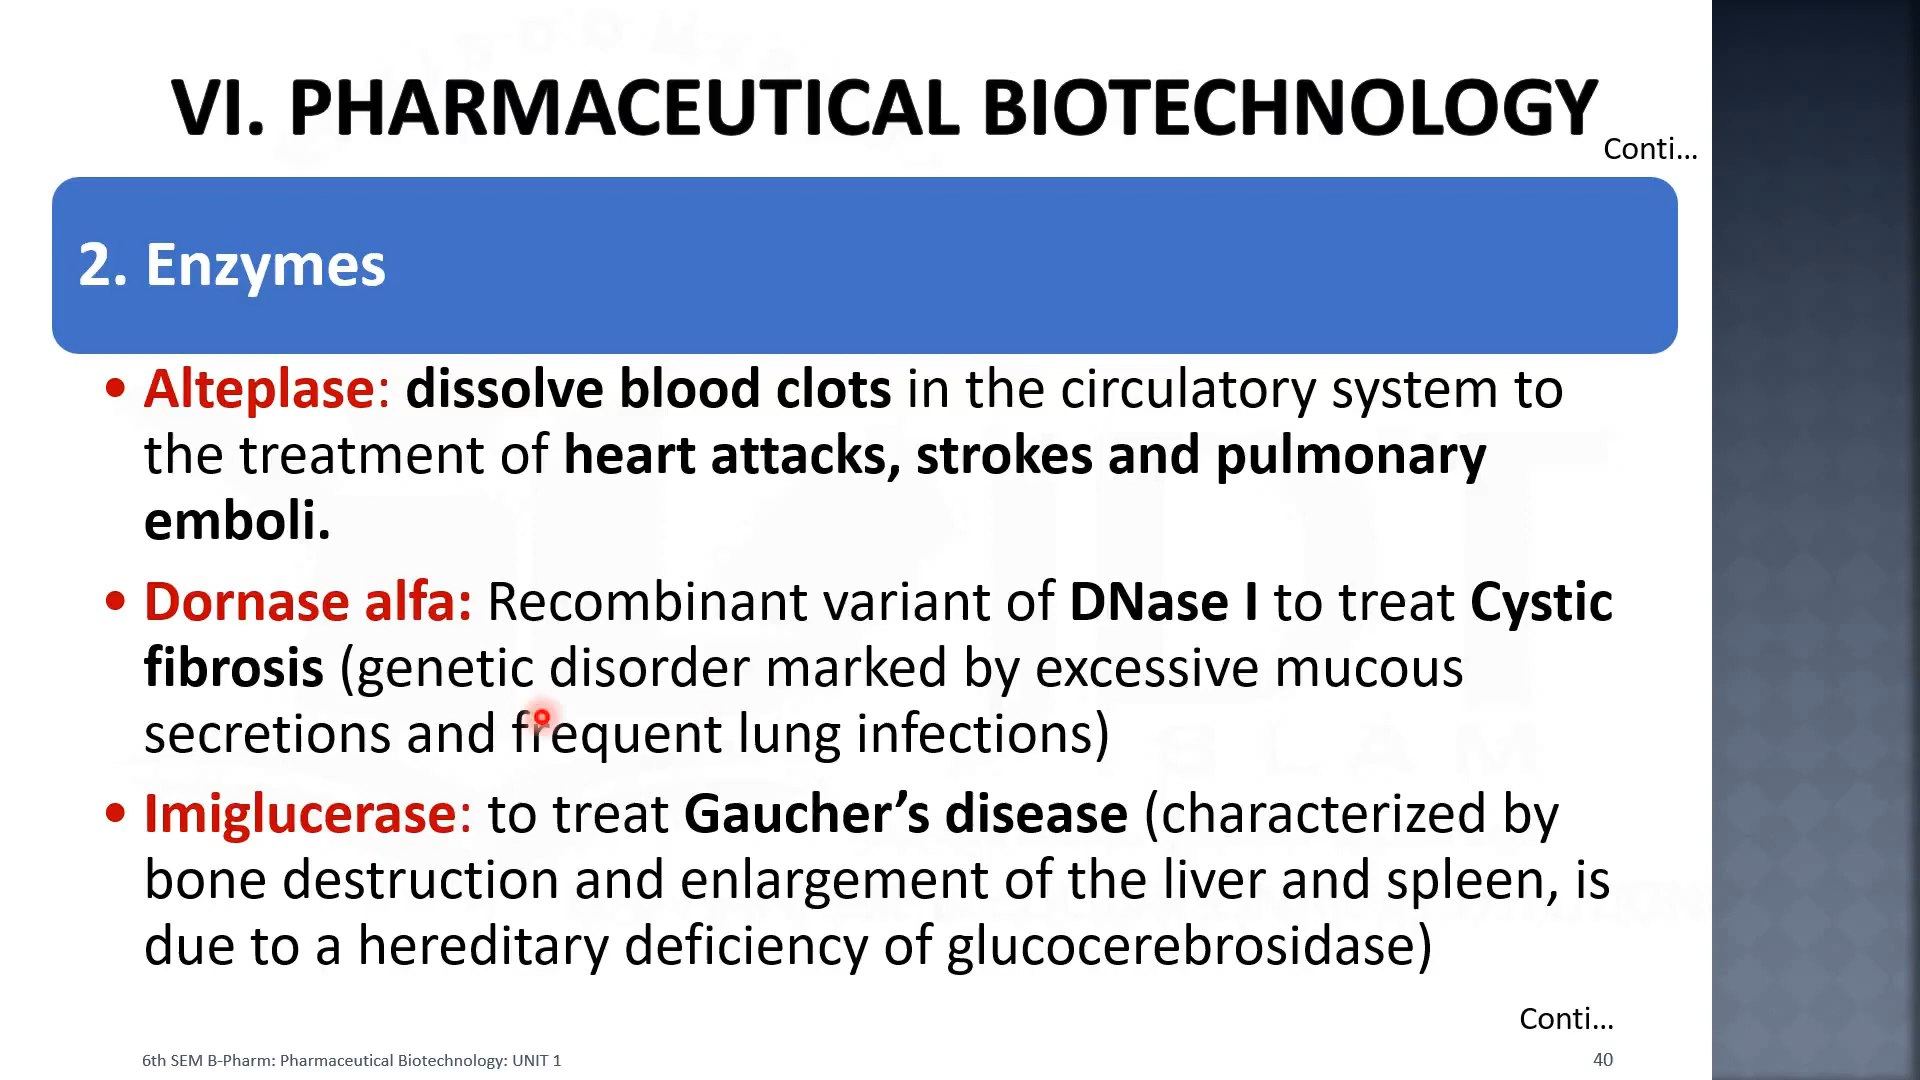 VI. PHARMACEUTICAL BIOTECHNOLOGY
Conti...
2. Enzymes
• Alteplase: dissolve blood clots in the circulatory system to
the treatment of heart attacks, strokes and pulmonary
emboli.
• Dornase alfa: Recombinant variant of DNase I to treat Cystic
fibrosis (genetic disorder marked by excessive mucous
secretions and frequent lung infections)
• Imiglucerase: to treat Gaucher’s disease (characterized by
bone destruction and enlargement of the liver and spleen, is
due to a hereditary deficiency of glucocerebrosidase)
Conti...
6th SEM B-Pharm: Pharmaceutical Biotechnology: UNIT 1
40